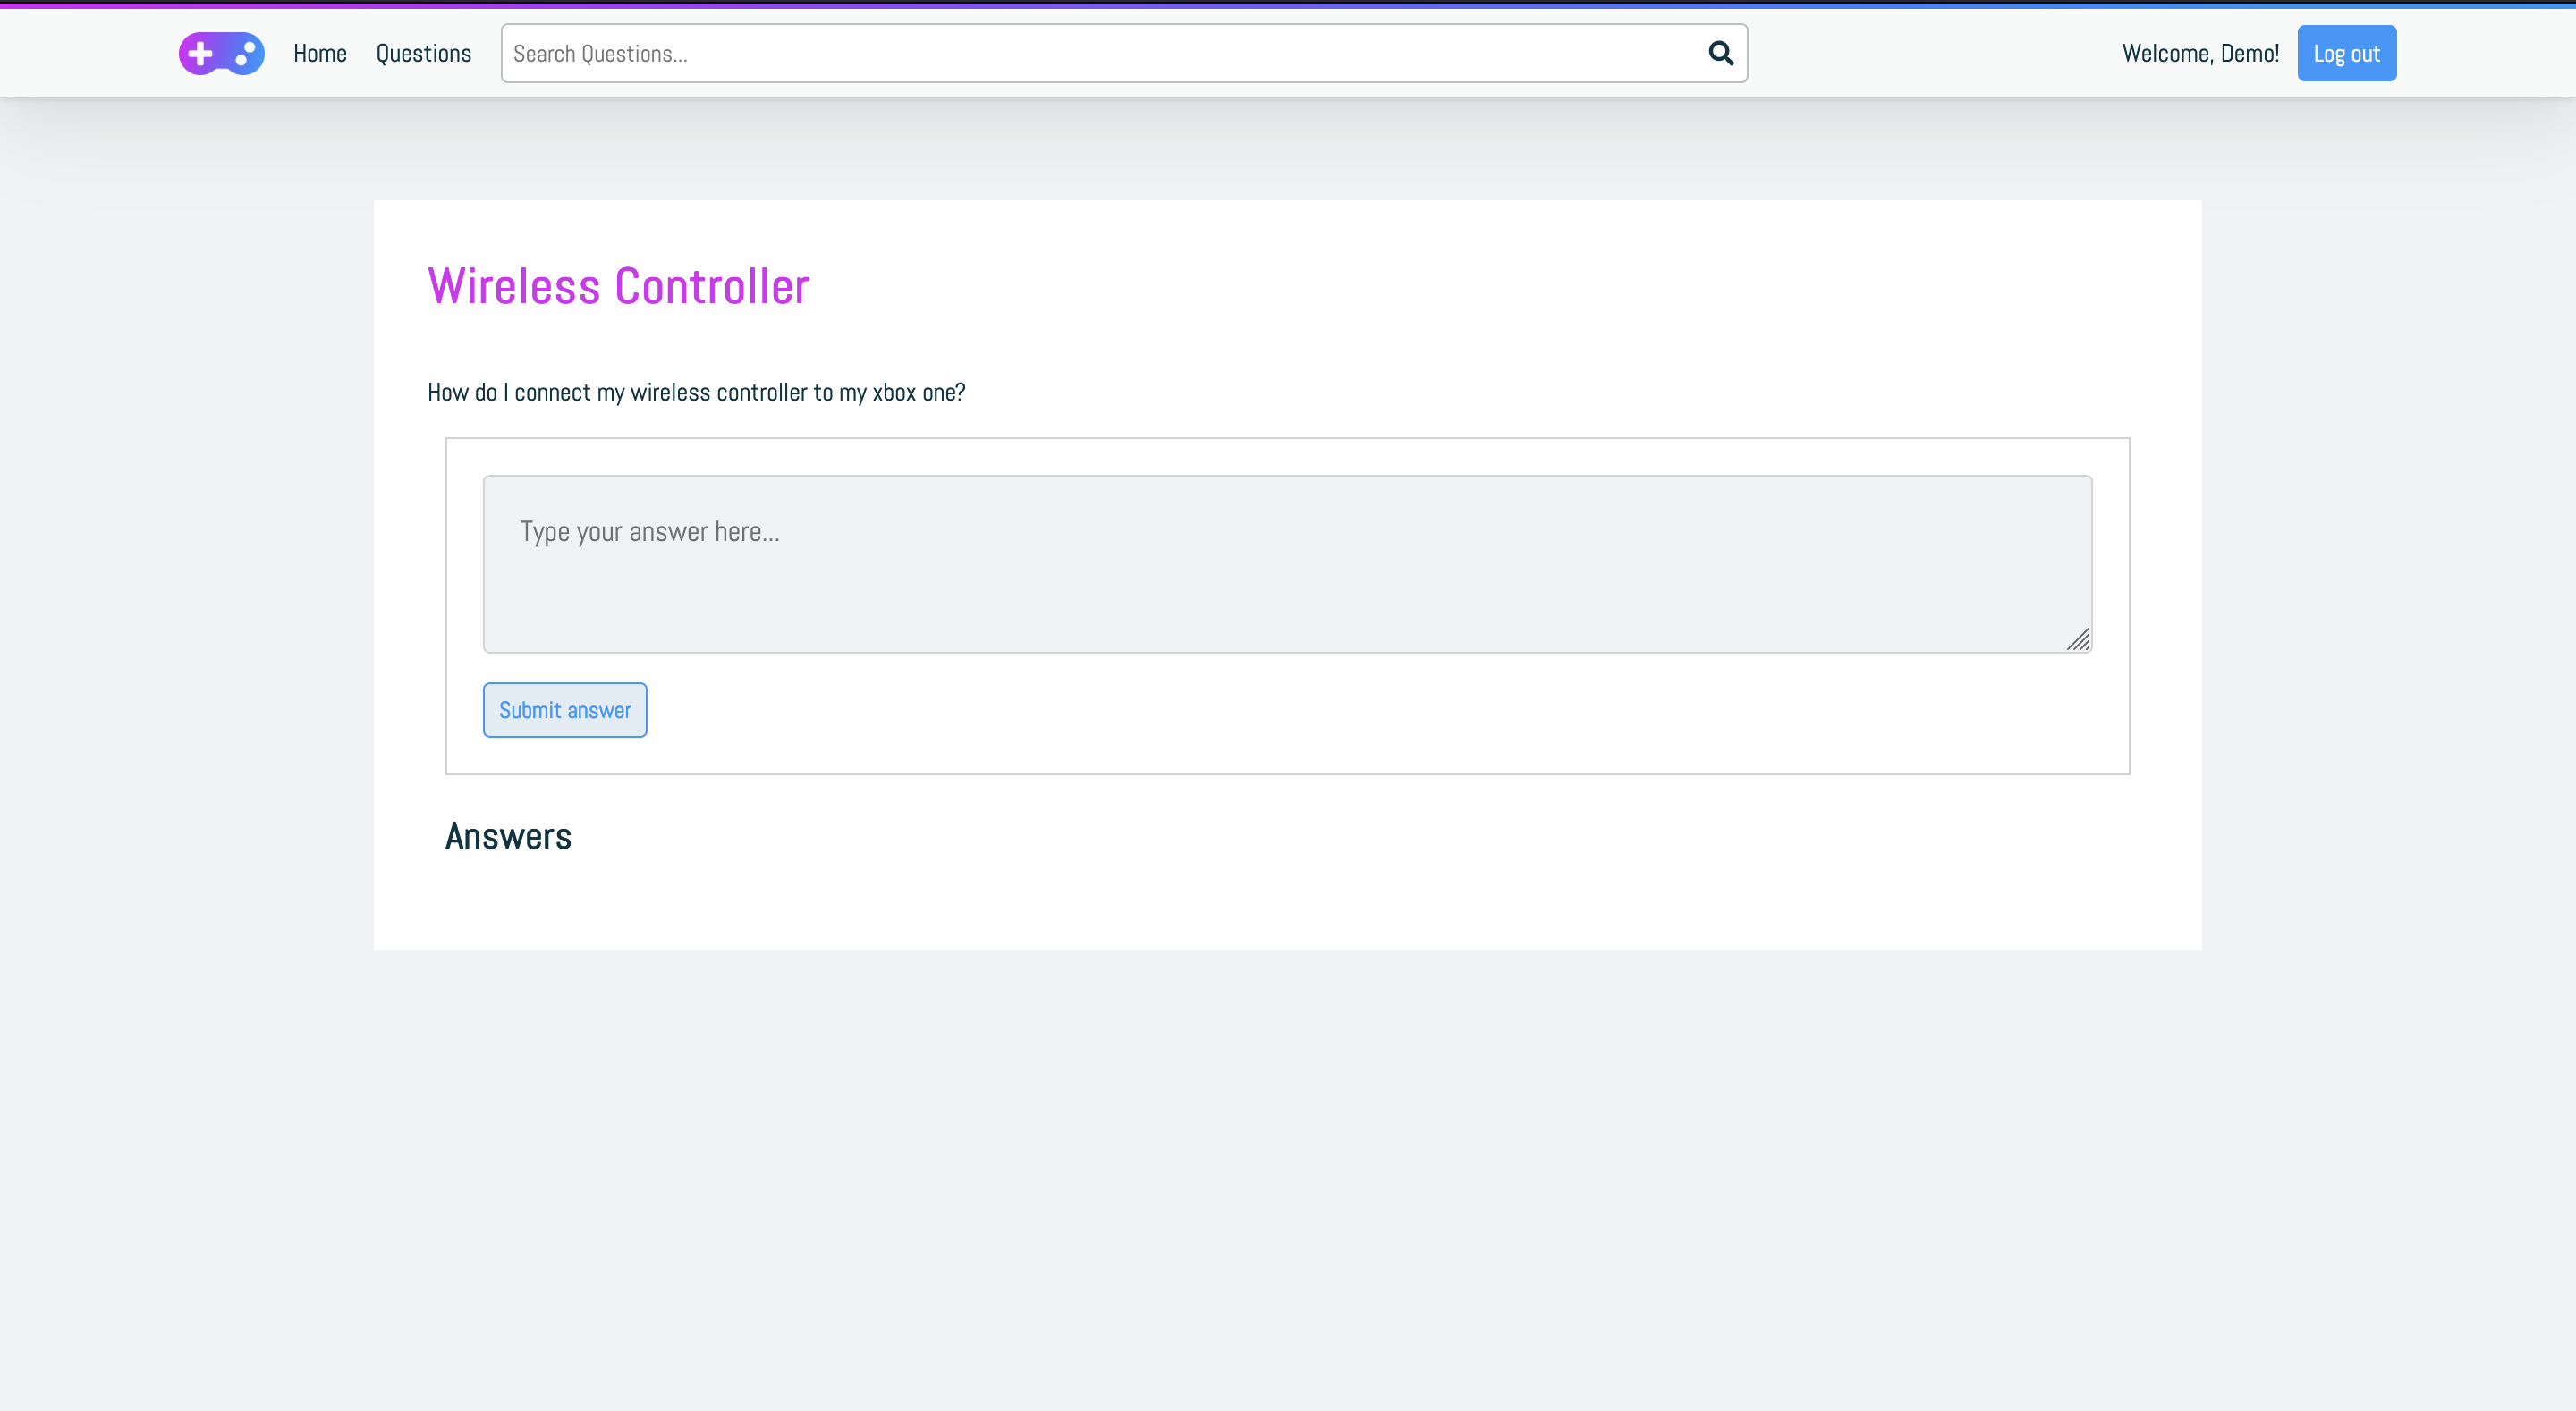 Home Questions Search Questions... Welcome, Demo! Log out
Wireless Controller
How do I connect my wireless controller to my xbox one?
Type your answer here...
Submit answer
Answers